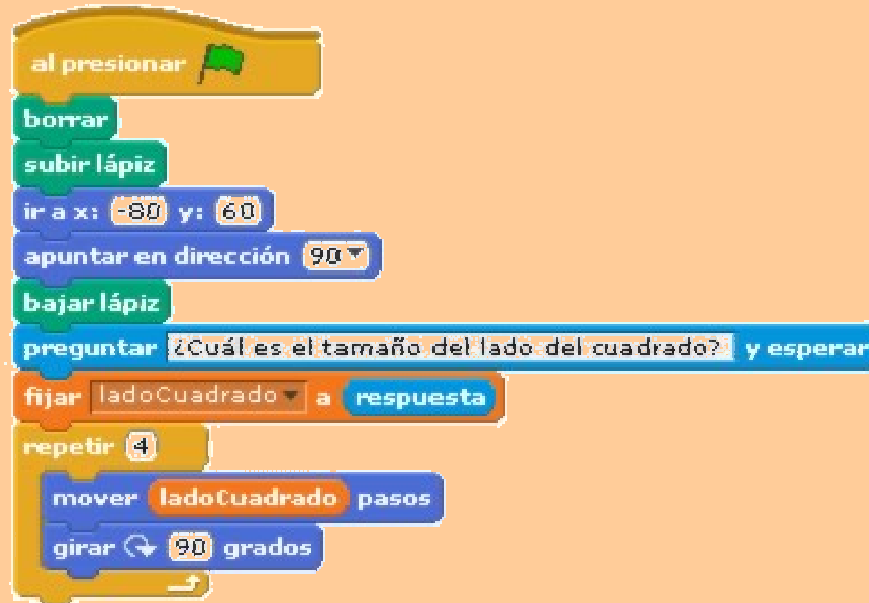 al presionar
borrar
subir lápiz
ir a x: -80 y: 60
apuntar en dirección 90
bajar lápiz
preguntar ¿Cuál es el tamaño del lado del cuadrado? y esperar
fijar ladoCuadrado a respuesta
repetir 4
mover ladoCuadrado pasos
girar 90 grados